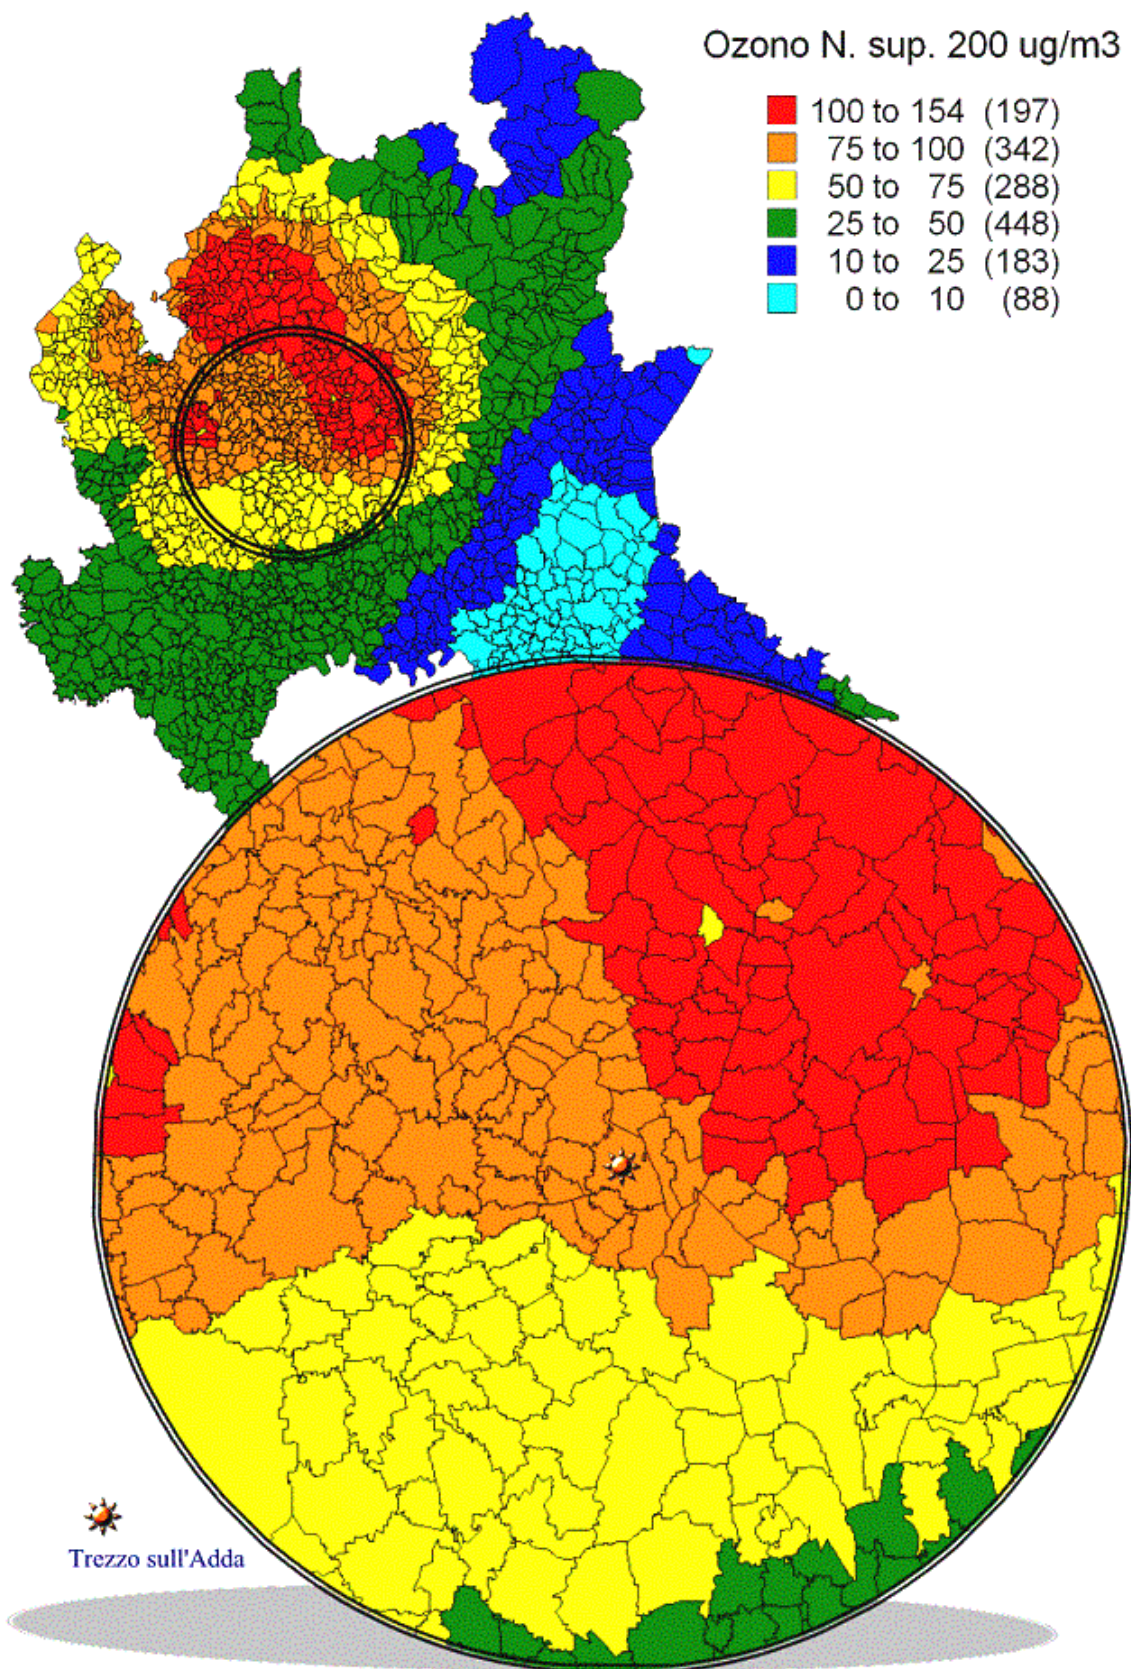 Ozono N. sup. 200 ug/m3
100 to 154 (197)
75 to 100 (342)
50 to 75 (288)
25 to 50 (448)
10 to 25 (183)
0 to 10 (88)
Trezzo sull'Adda